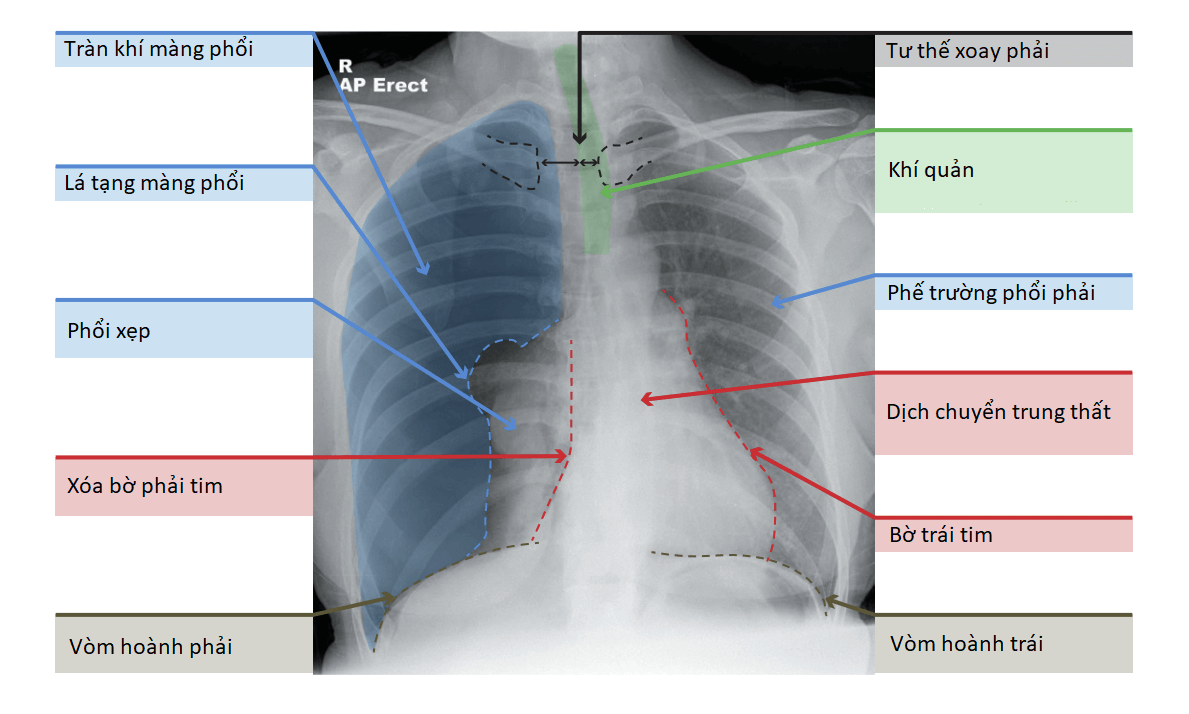 Tràn khí màng phổi
Lá tạng màng phổi
Phổi xẹp
Xóa bờ phải tim
Vòm hoành phải
R
AP Erect
Tư thế xoay phải
Khí quản
Phế trường phổi phải
Dịch chuyển trung thất
Bờ trái tim
Vòm hoành trái